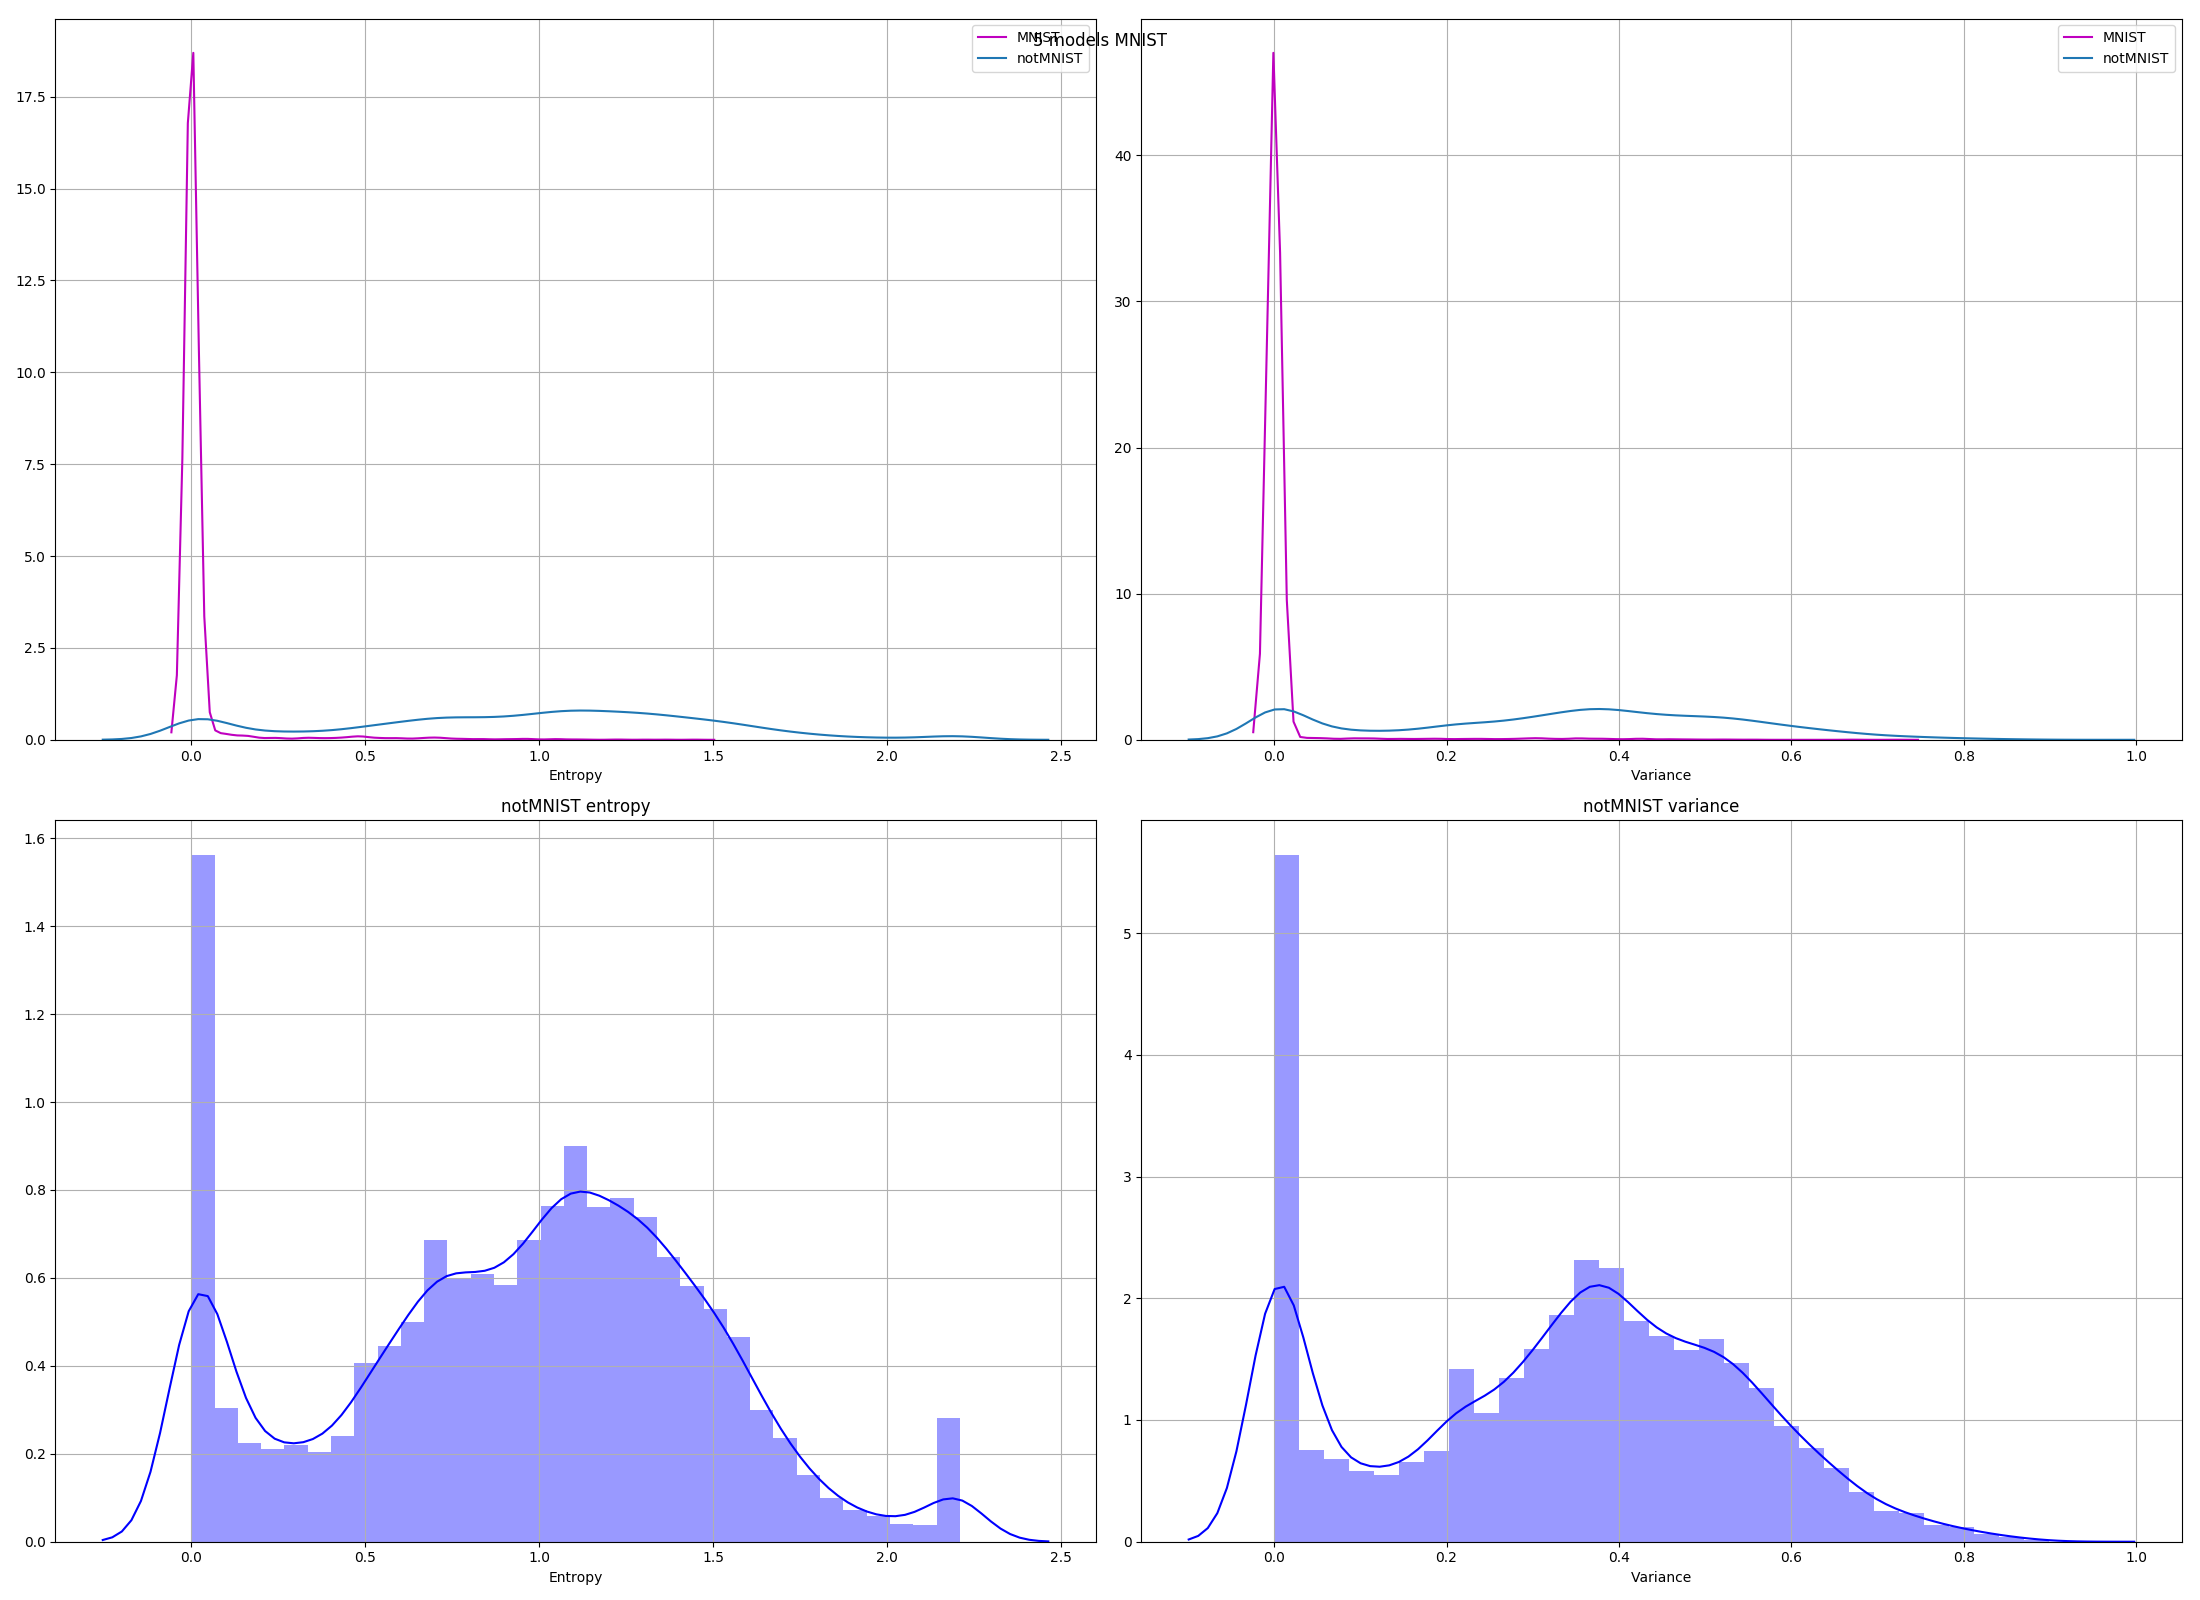 5 models MNIST
MNIST
notMNIST
17.5
15.0
12.5
10.0
7.5
5.0
2.5
0.0
0.0 0.5 1.0 1.5 2.0 2.5
Entropy
MNIST
notMNIST
40
30
20
10
0
0.0 0.2 0.4 0.6 0.8 1.0
Variance
notMNIST entropy
1.6
1.4
1.2
1.0
0.8
0.6
0.4
0.2
0.0
0.0 0.5 1.0 1.5 2.0 2.5
Entropy
notMNIST variance
5
4
3
2
1
0
0.0 0.2 0.4 0.6 0.8 1.0
Variance